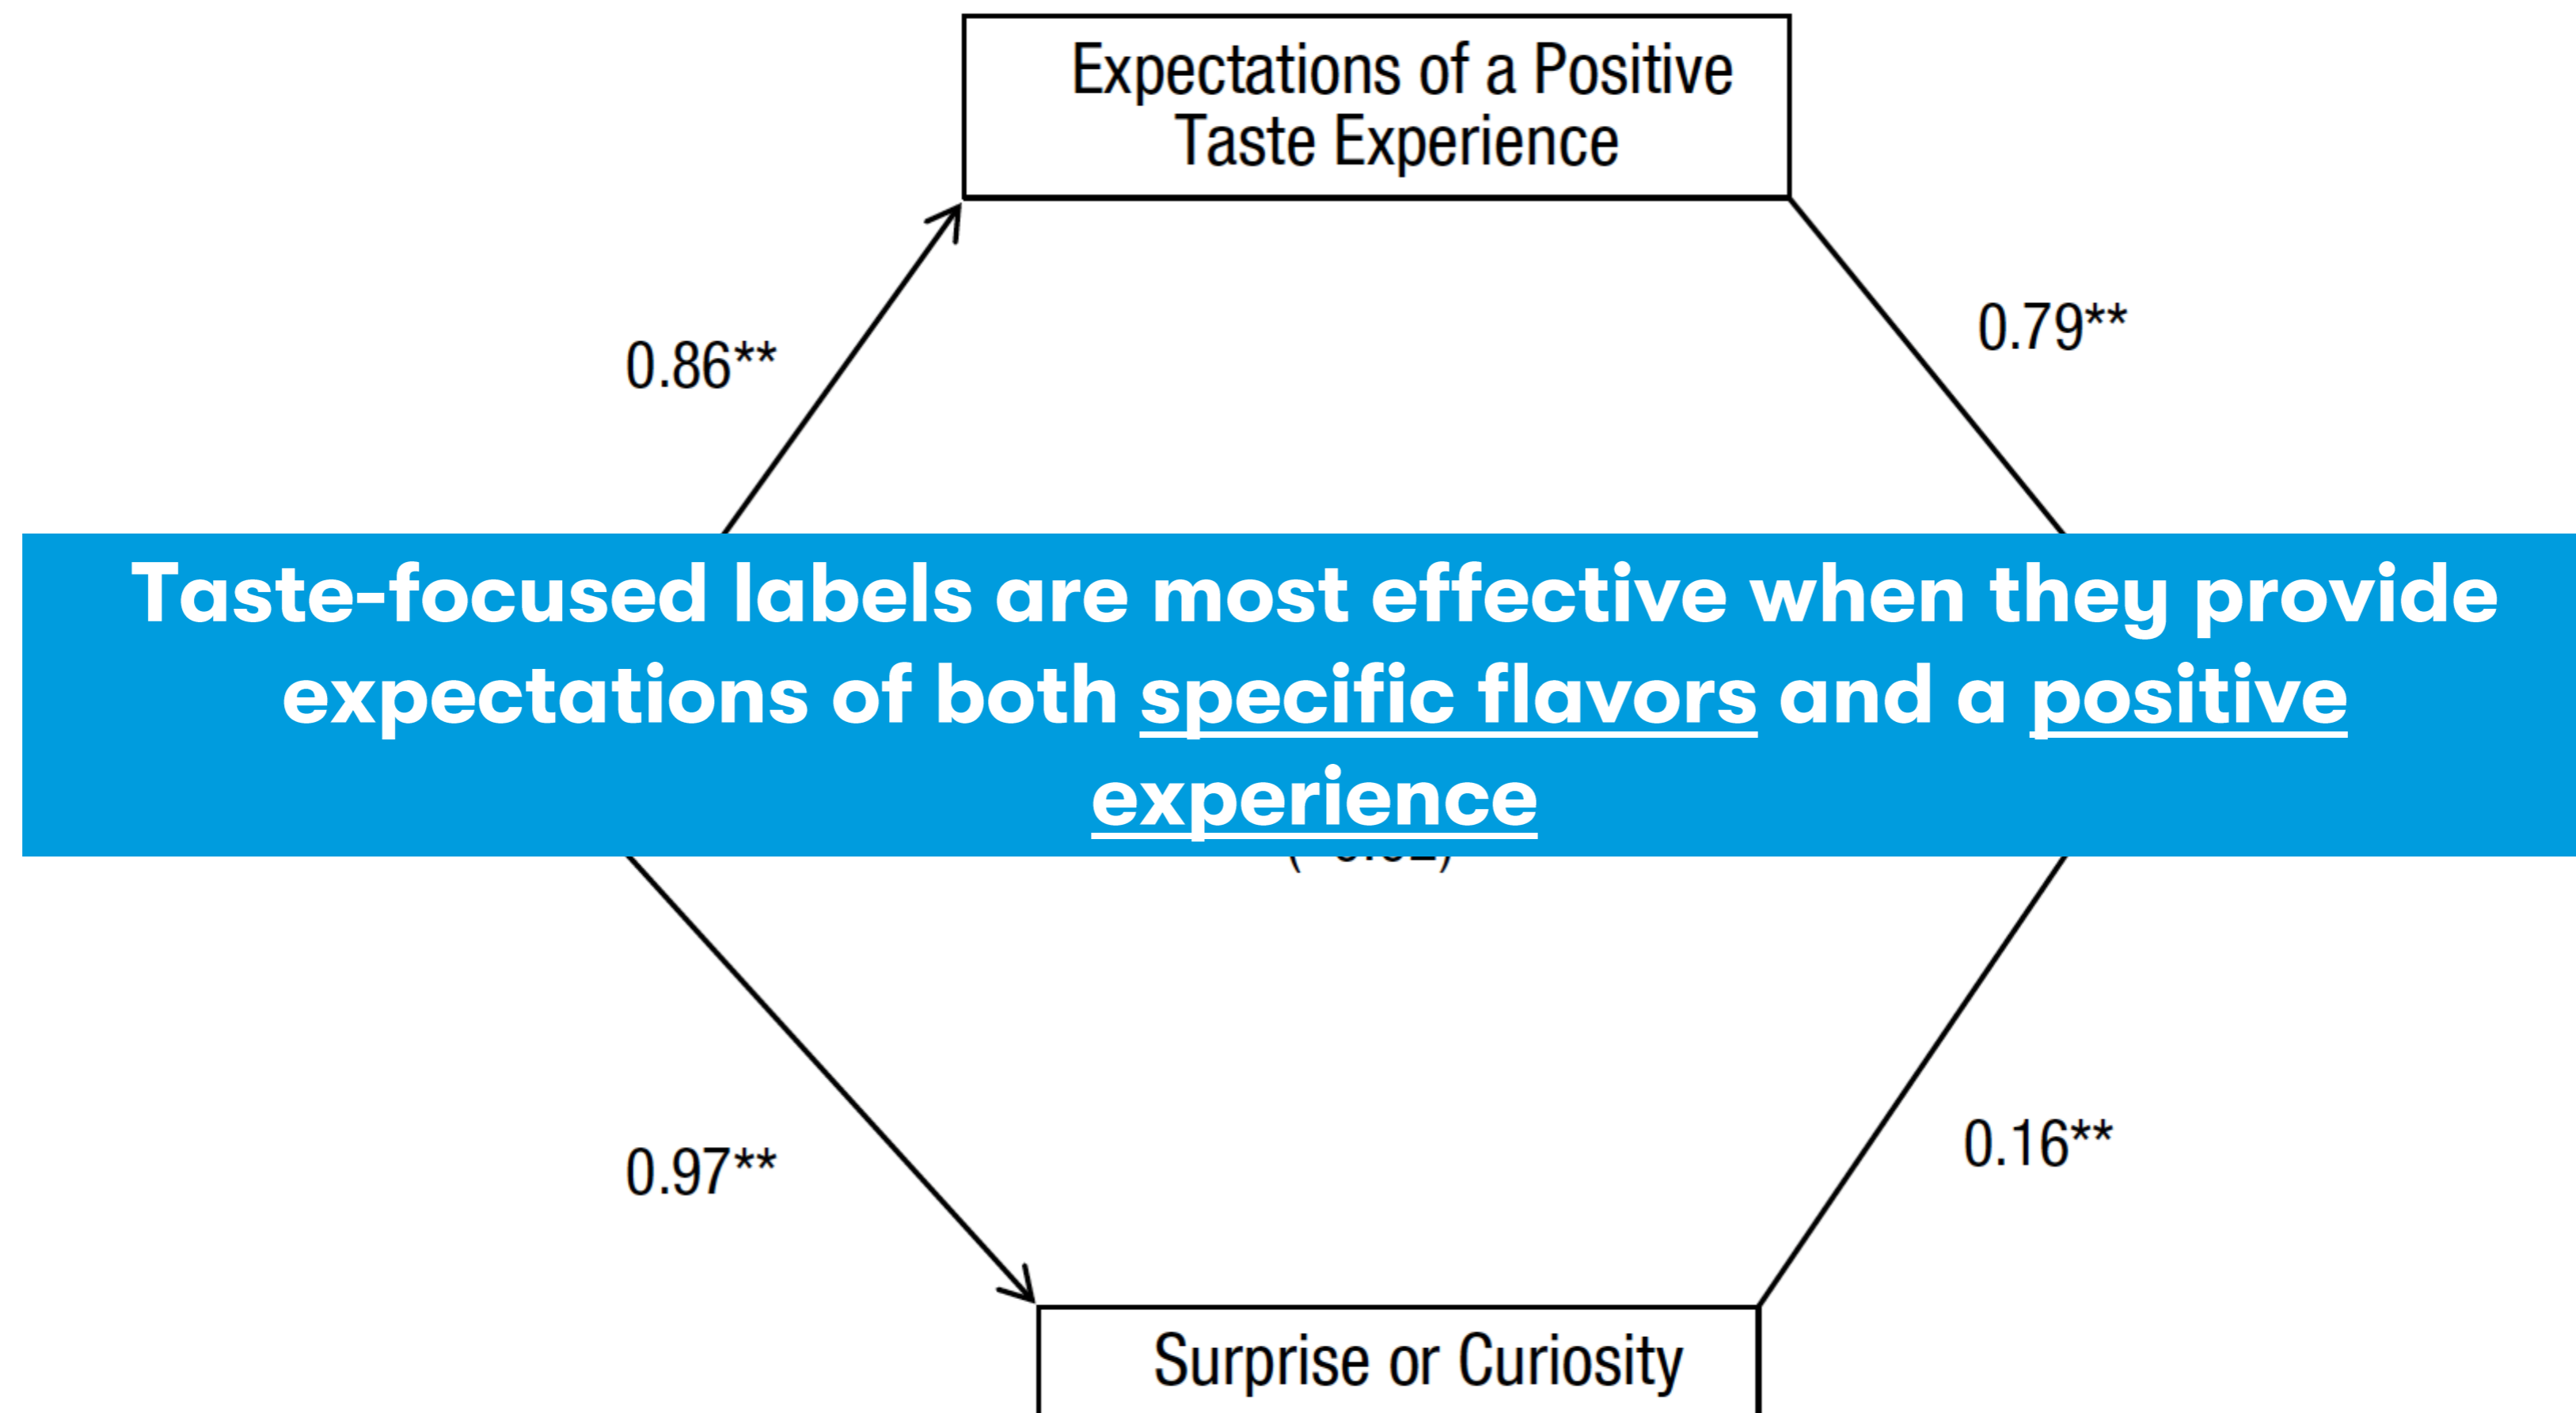 Expectations of a Positive
Taste Experience
0.86**
0.79**
Taste-focused labels are most effective when they provide
expectations of both specific flavors and a positive
experience
0.97**
0.16**
Surprise or Curiosity